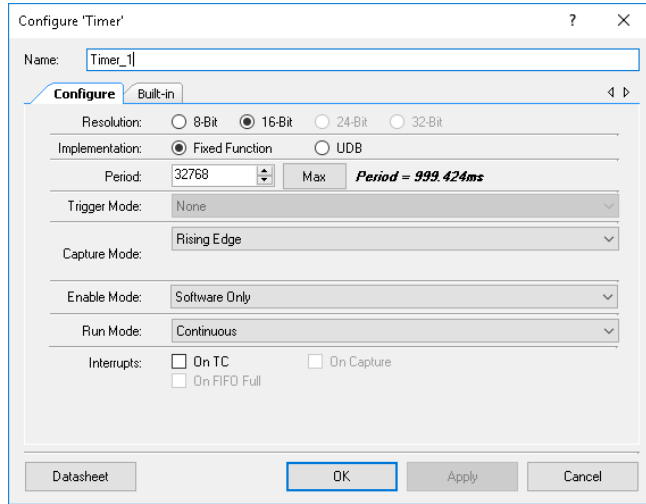 Configure 'Timer'
Name: Timer_1
Configure Built-in
Resolution: 8-Bit 16-Bit 24-Bit 32-Bit
Implementation: Fixed Function UDB
Period: 32768 Max Period = 999.424ms
Trigger Mode: None
Rising Edge
Capture Mode:
Enable Mode: Software Only
Run Mode: Continuous
Interrupts: On TC On Capture
On FIFO Full
Datasheet OK Apply Cancel